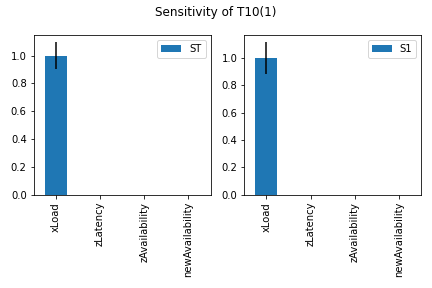 Sensitivity of T10(1)
ST
1.0
0.8
0.6
0.4
0.2
0.0
xLoad
zLatency
zAvailability
newAvailability
S1
1.0
0.8
0.6
0.4
0.2
0.0
xLoad
zLatency
zAvailability
newAvailability